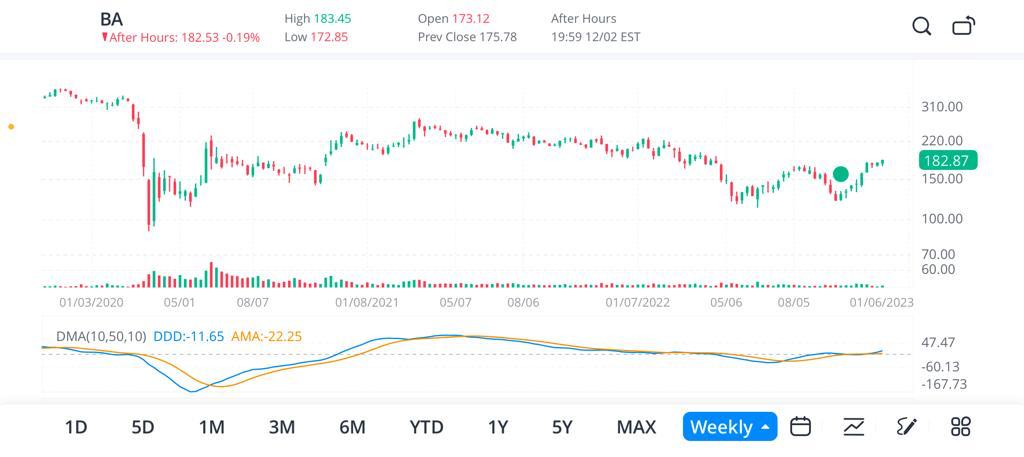 BA High 183.45 Open 173.12 After Hours
After Hours: 182.53 -0.19% Low 172.85 Prev Close 175.78 19:59 12/02 EST
310.00
220.00
182.87
150.00
100.00
70.00
60.00
01/03/2020 05/01 08/07 01/08/2021 05/07 08/06 01/07/2022 05/06 08/05 01/06/2023
DMA(10,50,10) DDD:-11.65 AMA:-22.25
47.47
-60.13
-167.73
1D 5D 1M 3M 6M YTD 1Y 5Y MAX Weekly